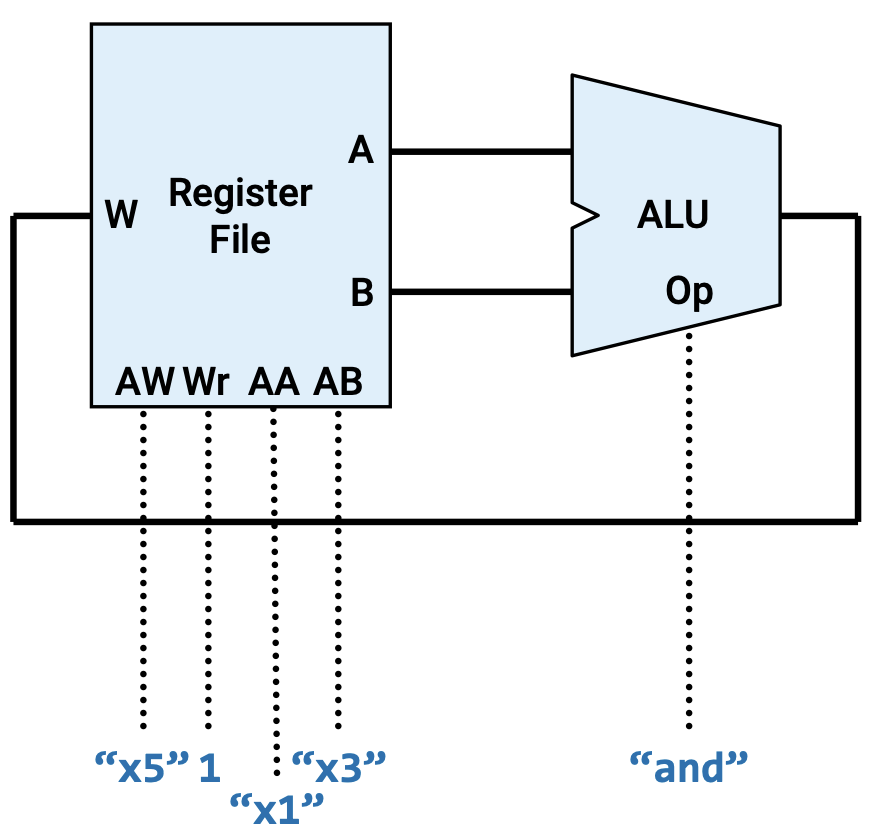 A
Register
File
W
ALU
B
Op
AW Wr AA AB
“x5” 1 “x3” “and”
“x1”